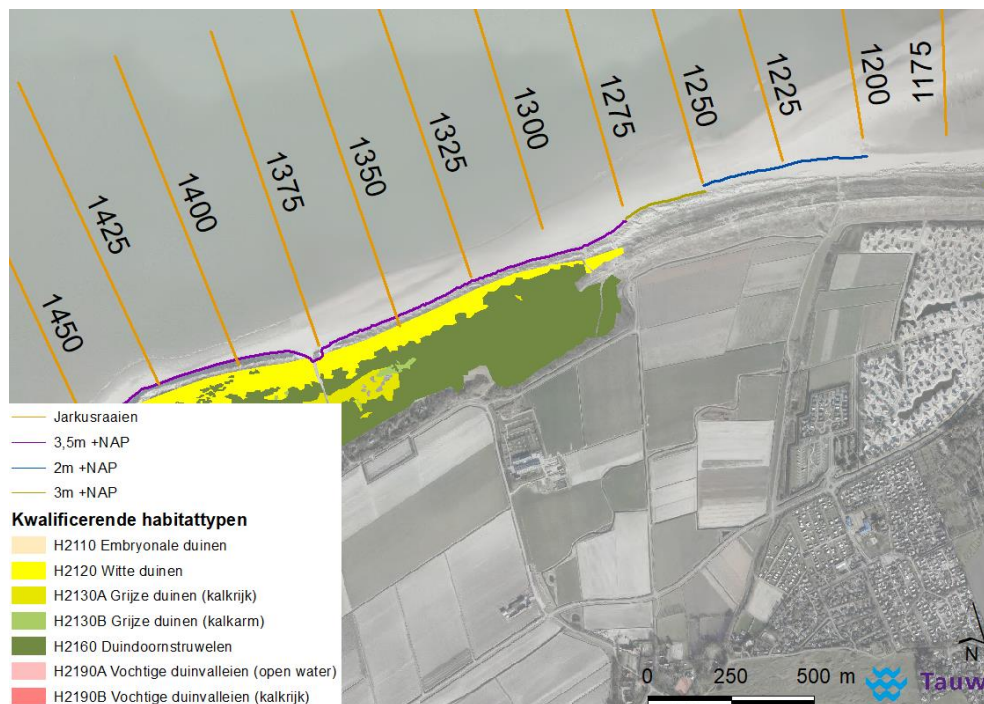 1450
1425
1400
1375
1350
1325
1300
1275
1250
1225
1200
1175
Jarkusraaien
3,5m +NAP
2m +NAP
3m +NAP
Kwalificerende habitattypen
H2110 Embryonale duinen
H2120 Witte duinen
H2130A Grijze duinen (kalkrijk)
H2130B Grijze duinen (kalkarm)
H2160 Duindoornstruwelen
H2190A Vochtige duinvalleien (open water)
H2190B Vochtige duinvalleien (kalkrijk)
N
0 250 500 m
Tauw